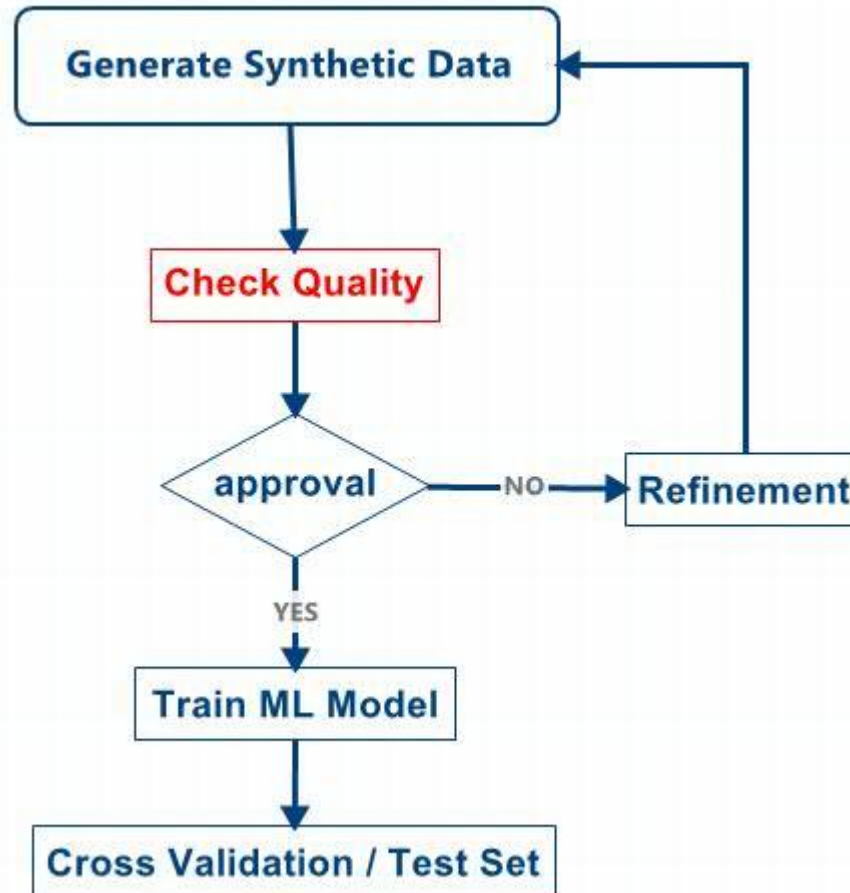 Generate Synthetic Data
Check Quality
approval
NO
Refinement
YES
Train ML Model
Cross Validation / Test Set